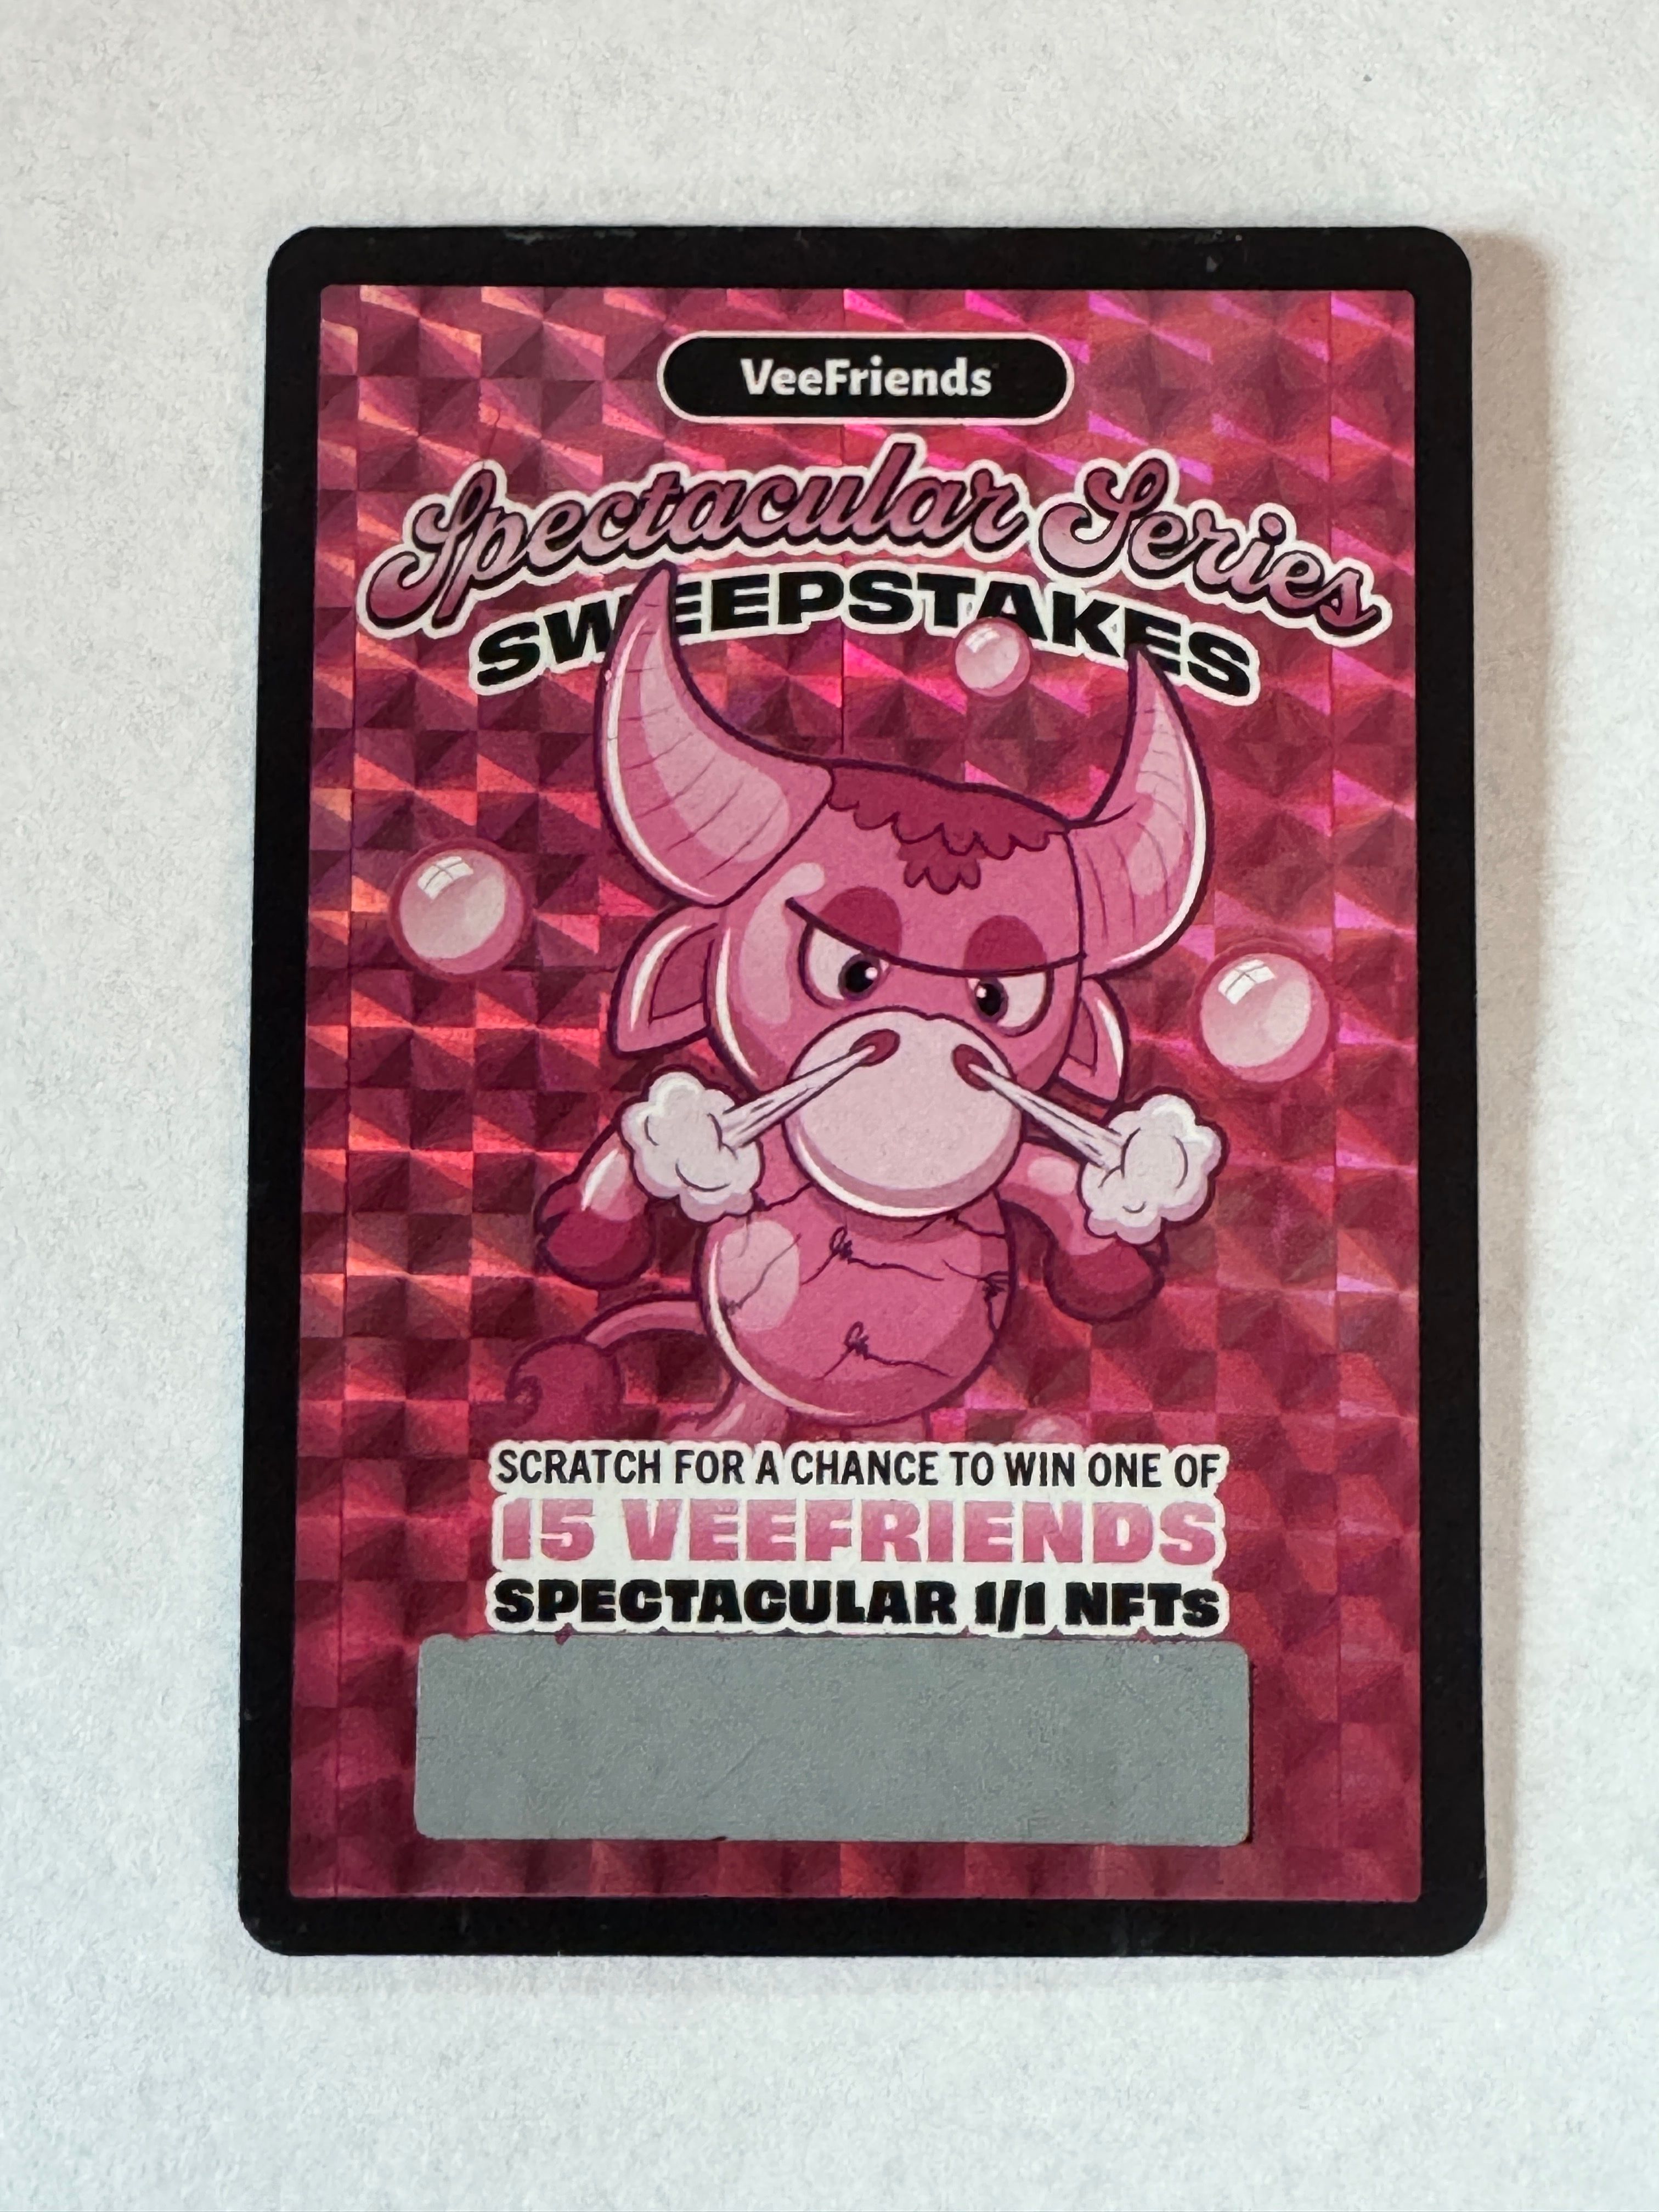 VeeFriends
Spectacular Series
SWEEPSTAKES
SCRATCH FOR A CHANCE TO WIN ONE OF
15 VEEFRIENDS
SPECTACULAR 1/1 NFTs